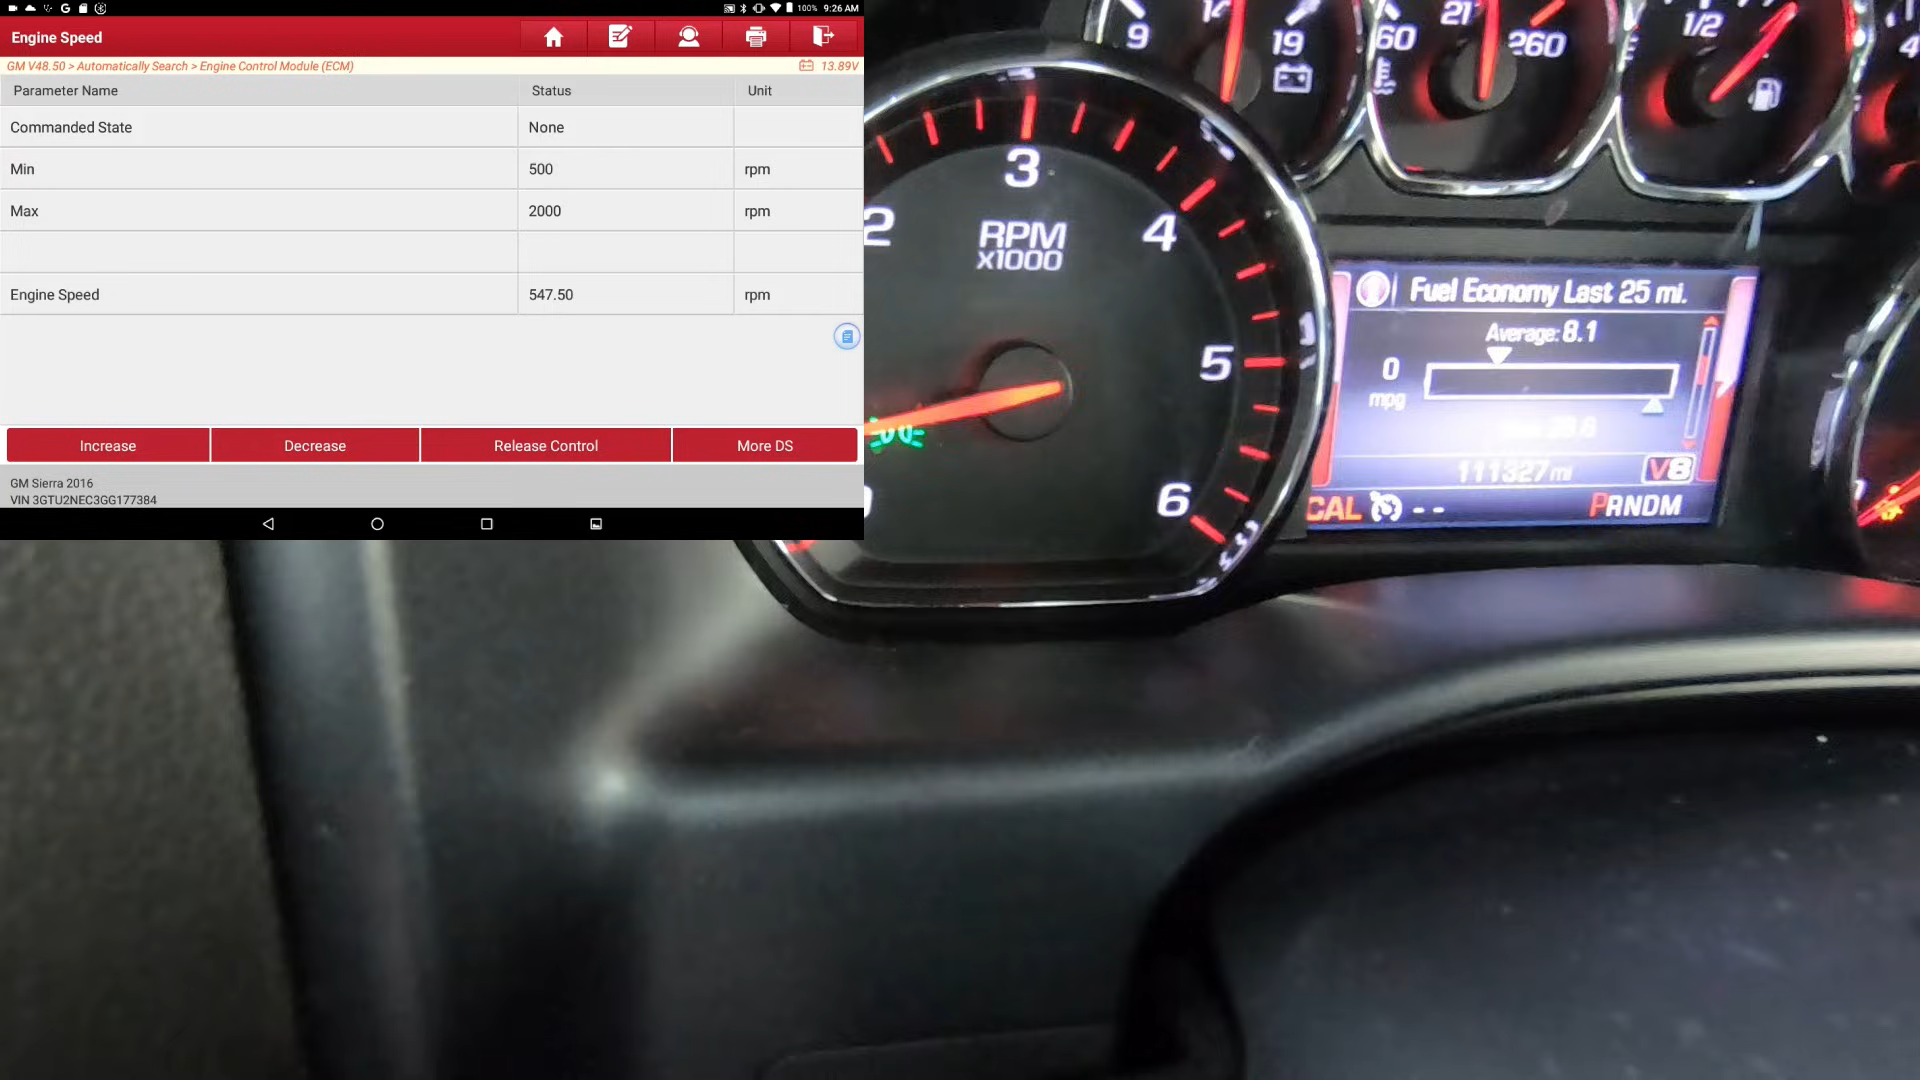 100% 9:26 AM
Engine Speed
GM V48.50 > Automatically Search > Engine Control Module (ECM) 13.89V
Parameter Name Status Unit
Commanded State None
Min 500 rpm
Max 2000 rpm
Engine Speed 547.50 rpm
Increase Decrease Release Control More DS
GM Sierra 2016
VIN 3GTU2NEC3GG177384
9 14 19
60 210 260
1/2
2 3 4 5 6
RPM
x1000
Fuel Economy Last 25 mi.
Average: 8.1
0
mpg
111327 mi V8
CAL -- PRNDM